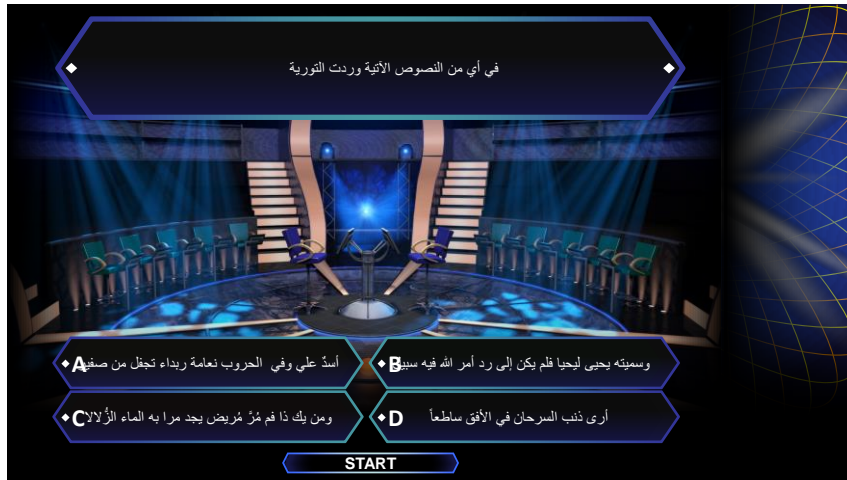 في أي من النصوص الآتية وردت التورية
A أسدٌ علي وفي الحروب نعامة ربداء تجفل من
B وسميته يحيى ليحيا فلم يكن إلى رد أمر الله فيه
C ومن يك ذا فم مُرَّ مُريض يجد مرا به الماء الزُّلالا
D أرى ذنب السرحان في الأفق ساطعاً
START